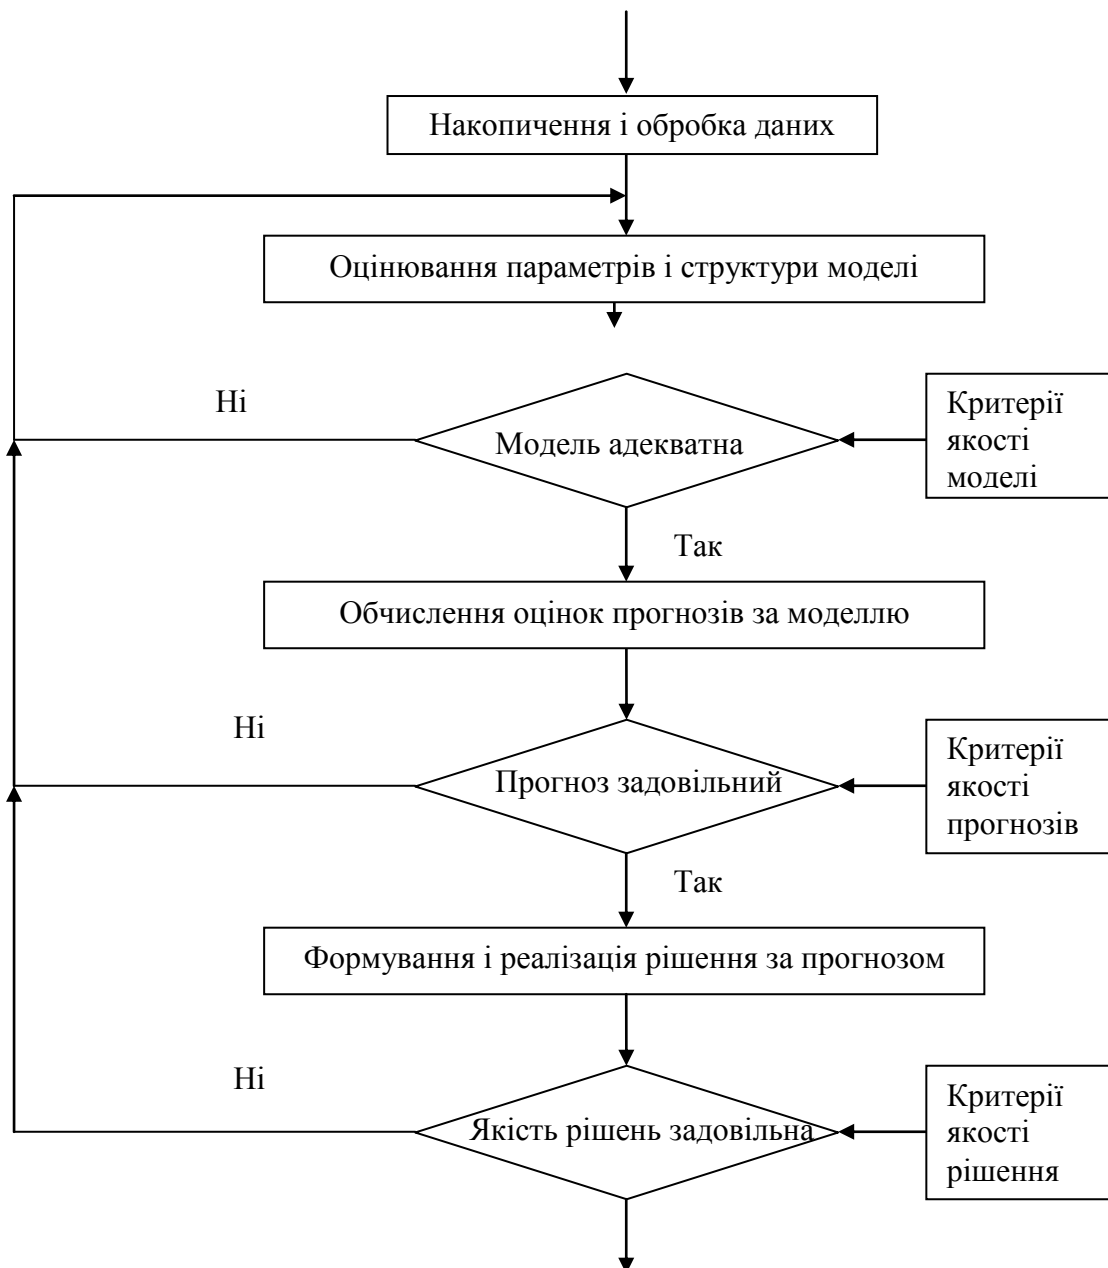 Накопичення і обробка даних
Оцінювання параметрів і структури моделі
Ні
Модель адекватна
Критерії
якості
моделі
Так
Обчислення оцінок прогнозів за моделлю
Ні
Прогноз задовільний
Критерії
якості
прогнозів
Так
Формування і реалізація рішення за прогнозом
Ні
Якість рішень задовільна
Критерії
якості
рішення